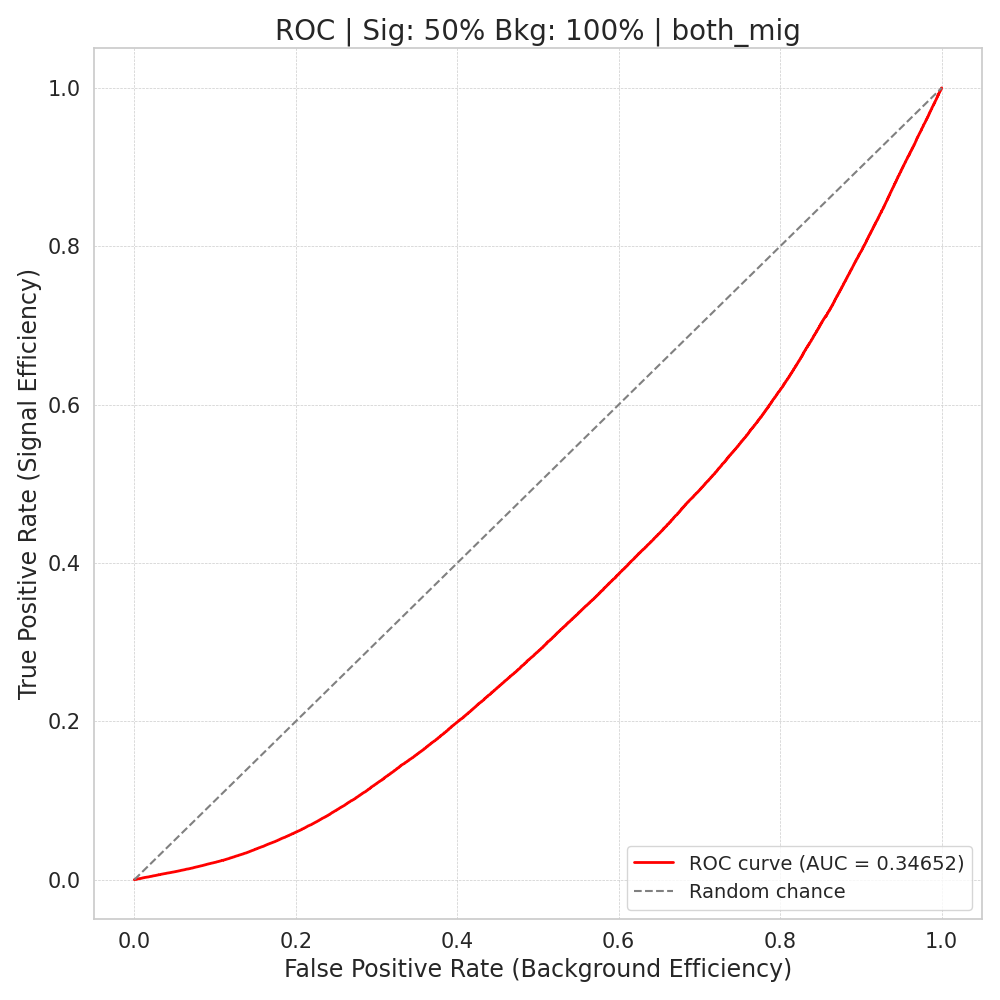 ROC | Sig: 50% Bkg: 100% | both_mig
True Positive Rate (Signal Efficiency)
1.0
0.8
0.6
0.4
0.2
0.0
ROC curve (AUC = 0.34652)
Random chance
0.0 0.2 0.4 0.6 0.8 1.0
False Positive Rate (Background Efficiency)